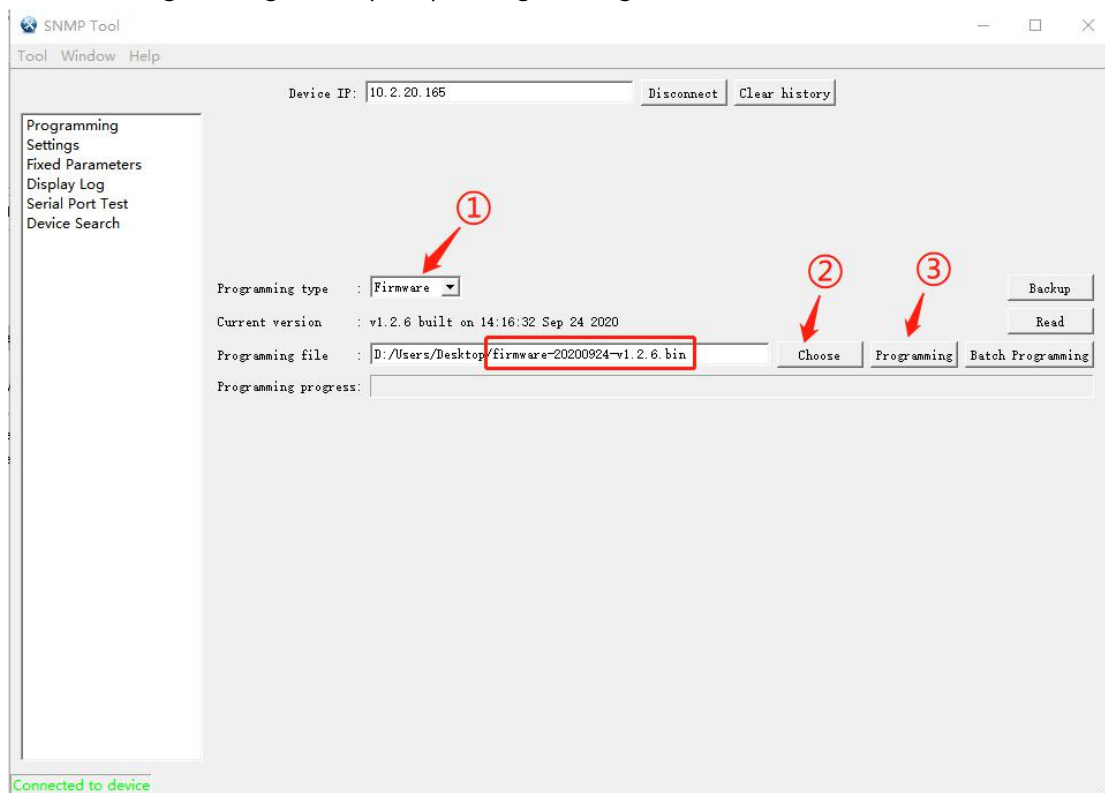 SNMP Tool
Tool Window Help
Device IP: 10.2.20.165 Disconnect Clear history
Programming
Settings
Fixed Parameters
Display Log
Serial Port Test
Device Search
①
② ③
Programming type : Firmware Backup
Current version : v1.2.6 built on 14:16:32 Sep 24 2020 Read
Programming file : D:/Users/Desktop/firmware-20200924-v1.2.6.bin Choose Programming Batch Programming
Programming progress:
Connected to device